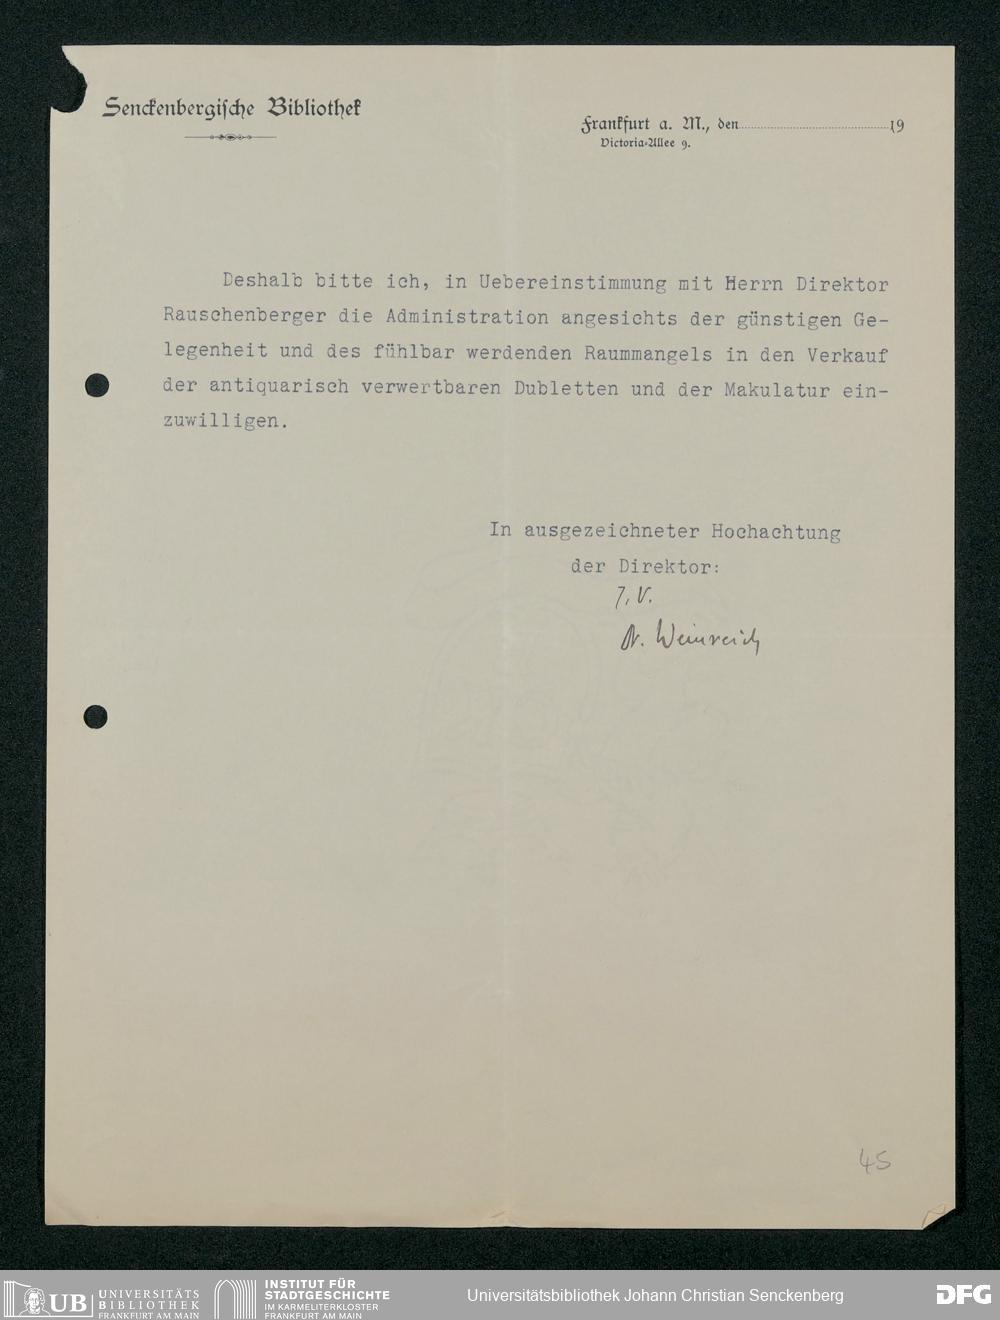 Senckenbergische Bibliothek
Frankfurt a. M., den 19
Victoria-Allee 9.
Deshalb bitte ich, in Uebereinstimmung mit Herrn Direktor
Rauschenberger die Administration angesichts der günstigen Ge-
legenheit und des fühlbar werdenden Raummangels in den Verkauf
der antiquarisch verwertbaren Dubletten und der Makulatur ein-
zuwilligen.
In ausgezeichneter Hochachtung
der Direktor:
I. V.
Dr. Weinreich
45
UB UNIVERSITÄTS
BIBLIOTHEK
FRANKFURT AM MAIN
INSTITUT FÜR
STADTGESCHICHTE
IM KARMELITERKLOSTER
FRANKFURT AM MAIN
Universitätsbibliothek Johann Christian Senckenberg
DFG